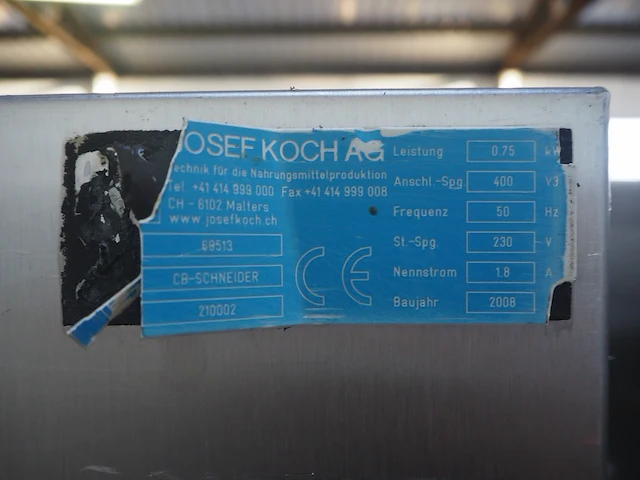 JOSEF KOCH AG
Technik für die Nahrungsmittelproduktion
Tel +41 414 999 000 Fax +41 414 999 008
CH - 6102 Malters
www.josefkoch.ch
69513
CB-SCHNEIDER
210002
CE
Leistung 0.75 kW
Anschl.-Spg 400 V3
Frequenz 50 Hz
St.-Spg. 230 V
Nennstrom 1.8 A
Baujahr 2008